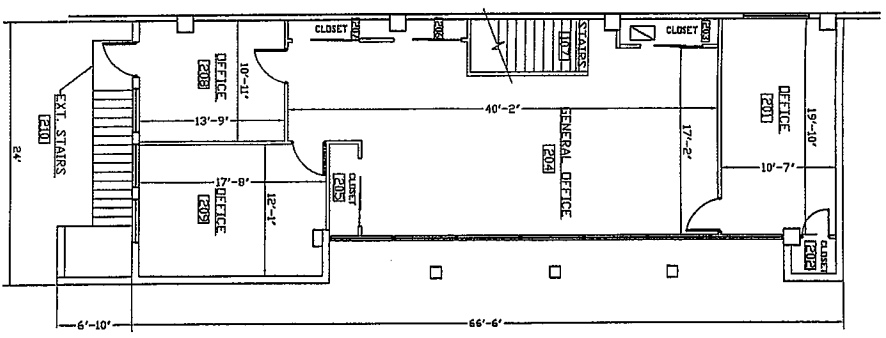 CLOSET
207
206
STAIRS
107
CLOSET
203
OFFICE
208
10'-11"
13'-9"
40'-2"
OFFICE
201
19'-10"
EXT. STAIRS
210
24'
GENERAL OFFICE
204
17'-2"
10'-7"
17'-8"
OFFICE
209
12'-1"
CLOSET
205
CLOSET
202
6'-10"
66'-6"